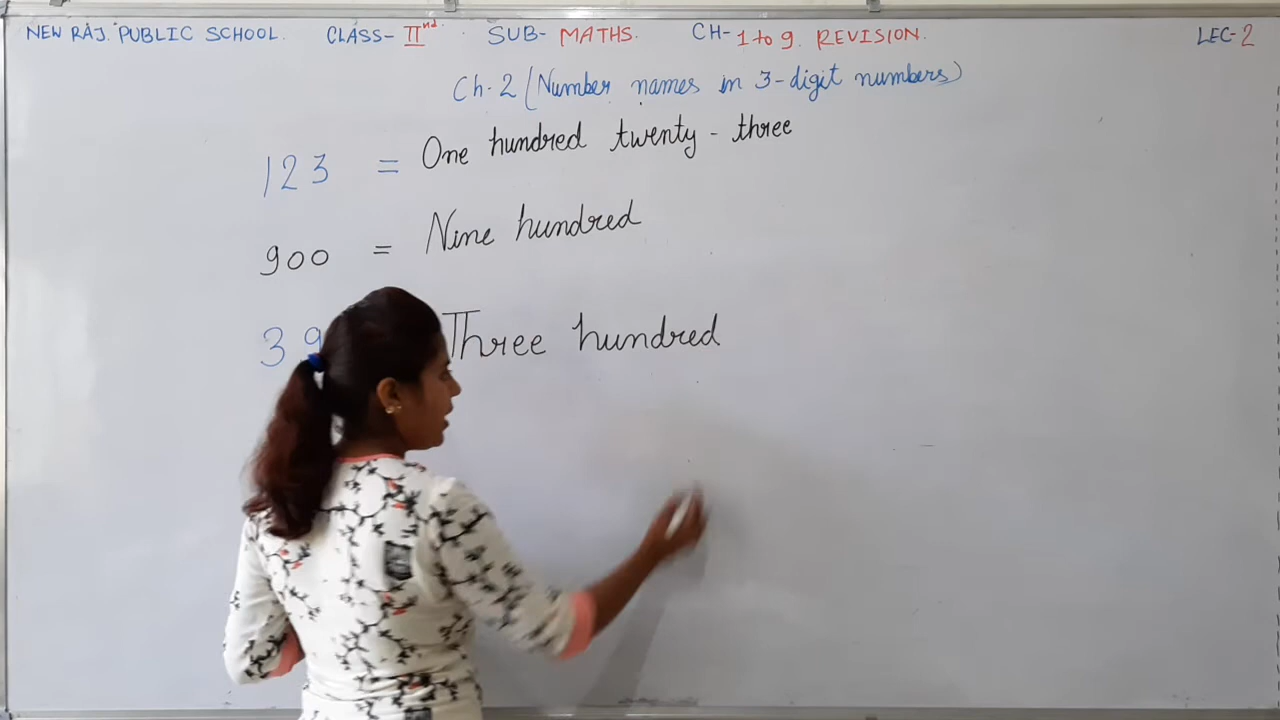 NEW RAJ. PUBLIC SCHOOL. CLASS- IInd. SUB- MATHS. CH- 1 to 9. REVISION. LEC-2
Ch. 2 (Number names in 3-digit numbers)
123 = One hundred twenty - three
900 = Nine hundred
39 Three hundred